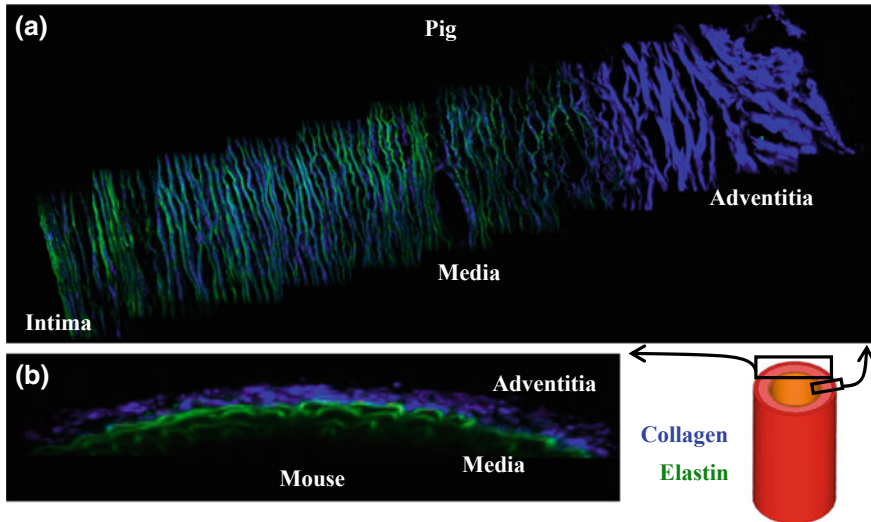 (a)
Pig
Adventitia
Media
Intima
(b)
Adventitia
Media
Mouse
Collagen
Elastin